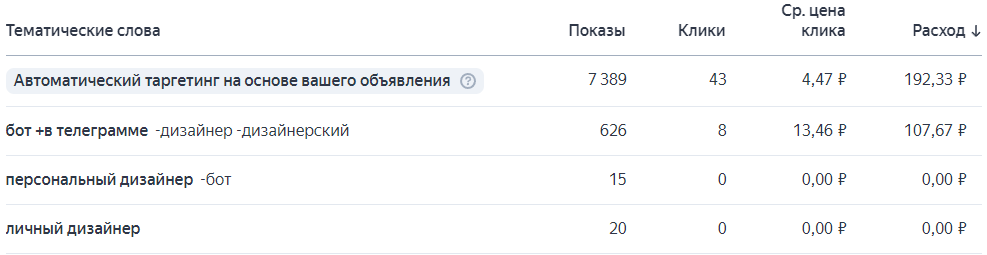 Тематические слова Показы Клики Ср. цена клика Расход ↓
Автоматический таргетинг на основе вашего объявления ? 7 389 43 4,47 ₽ 192,33 ₽
бот +в телеграмме -дизайнер -дизайнерский 626 8 13,46 ₽ 107,67 ₽
персональный дизайнер -бот 15 0 0,00 ₽ 0,00 ₽
личный дизайнер 20 0 0,00 ₽ 0,00 ₽